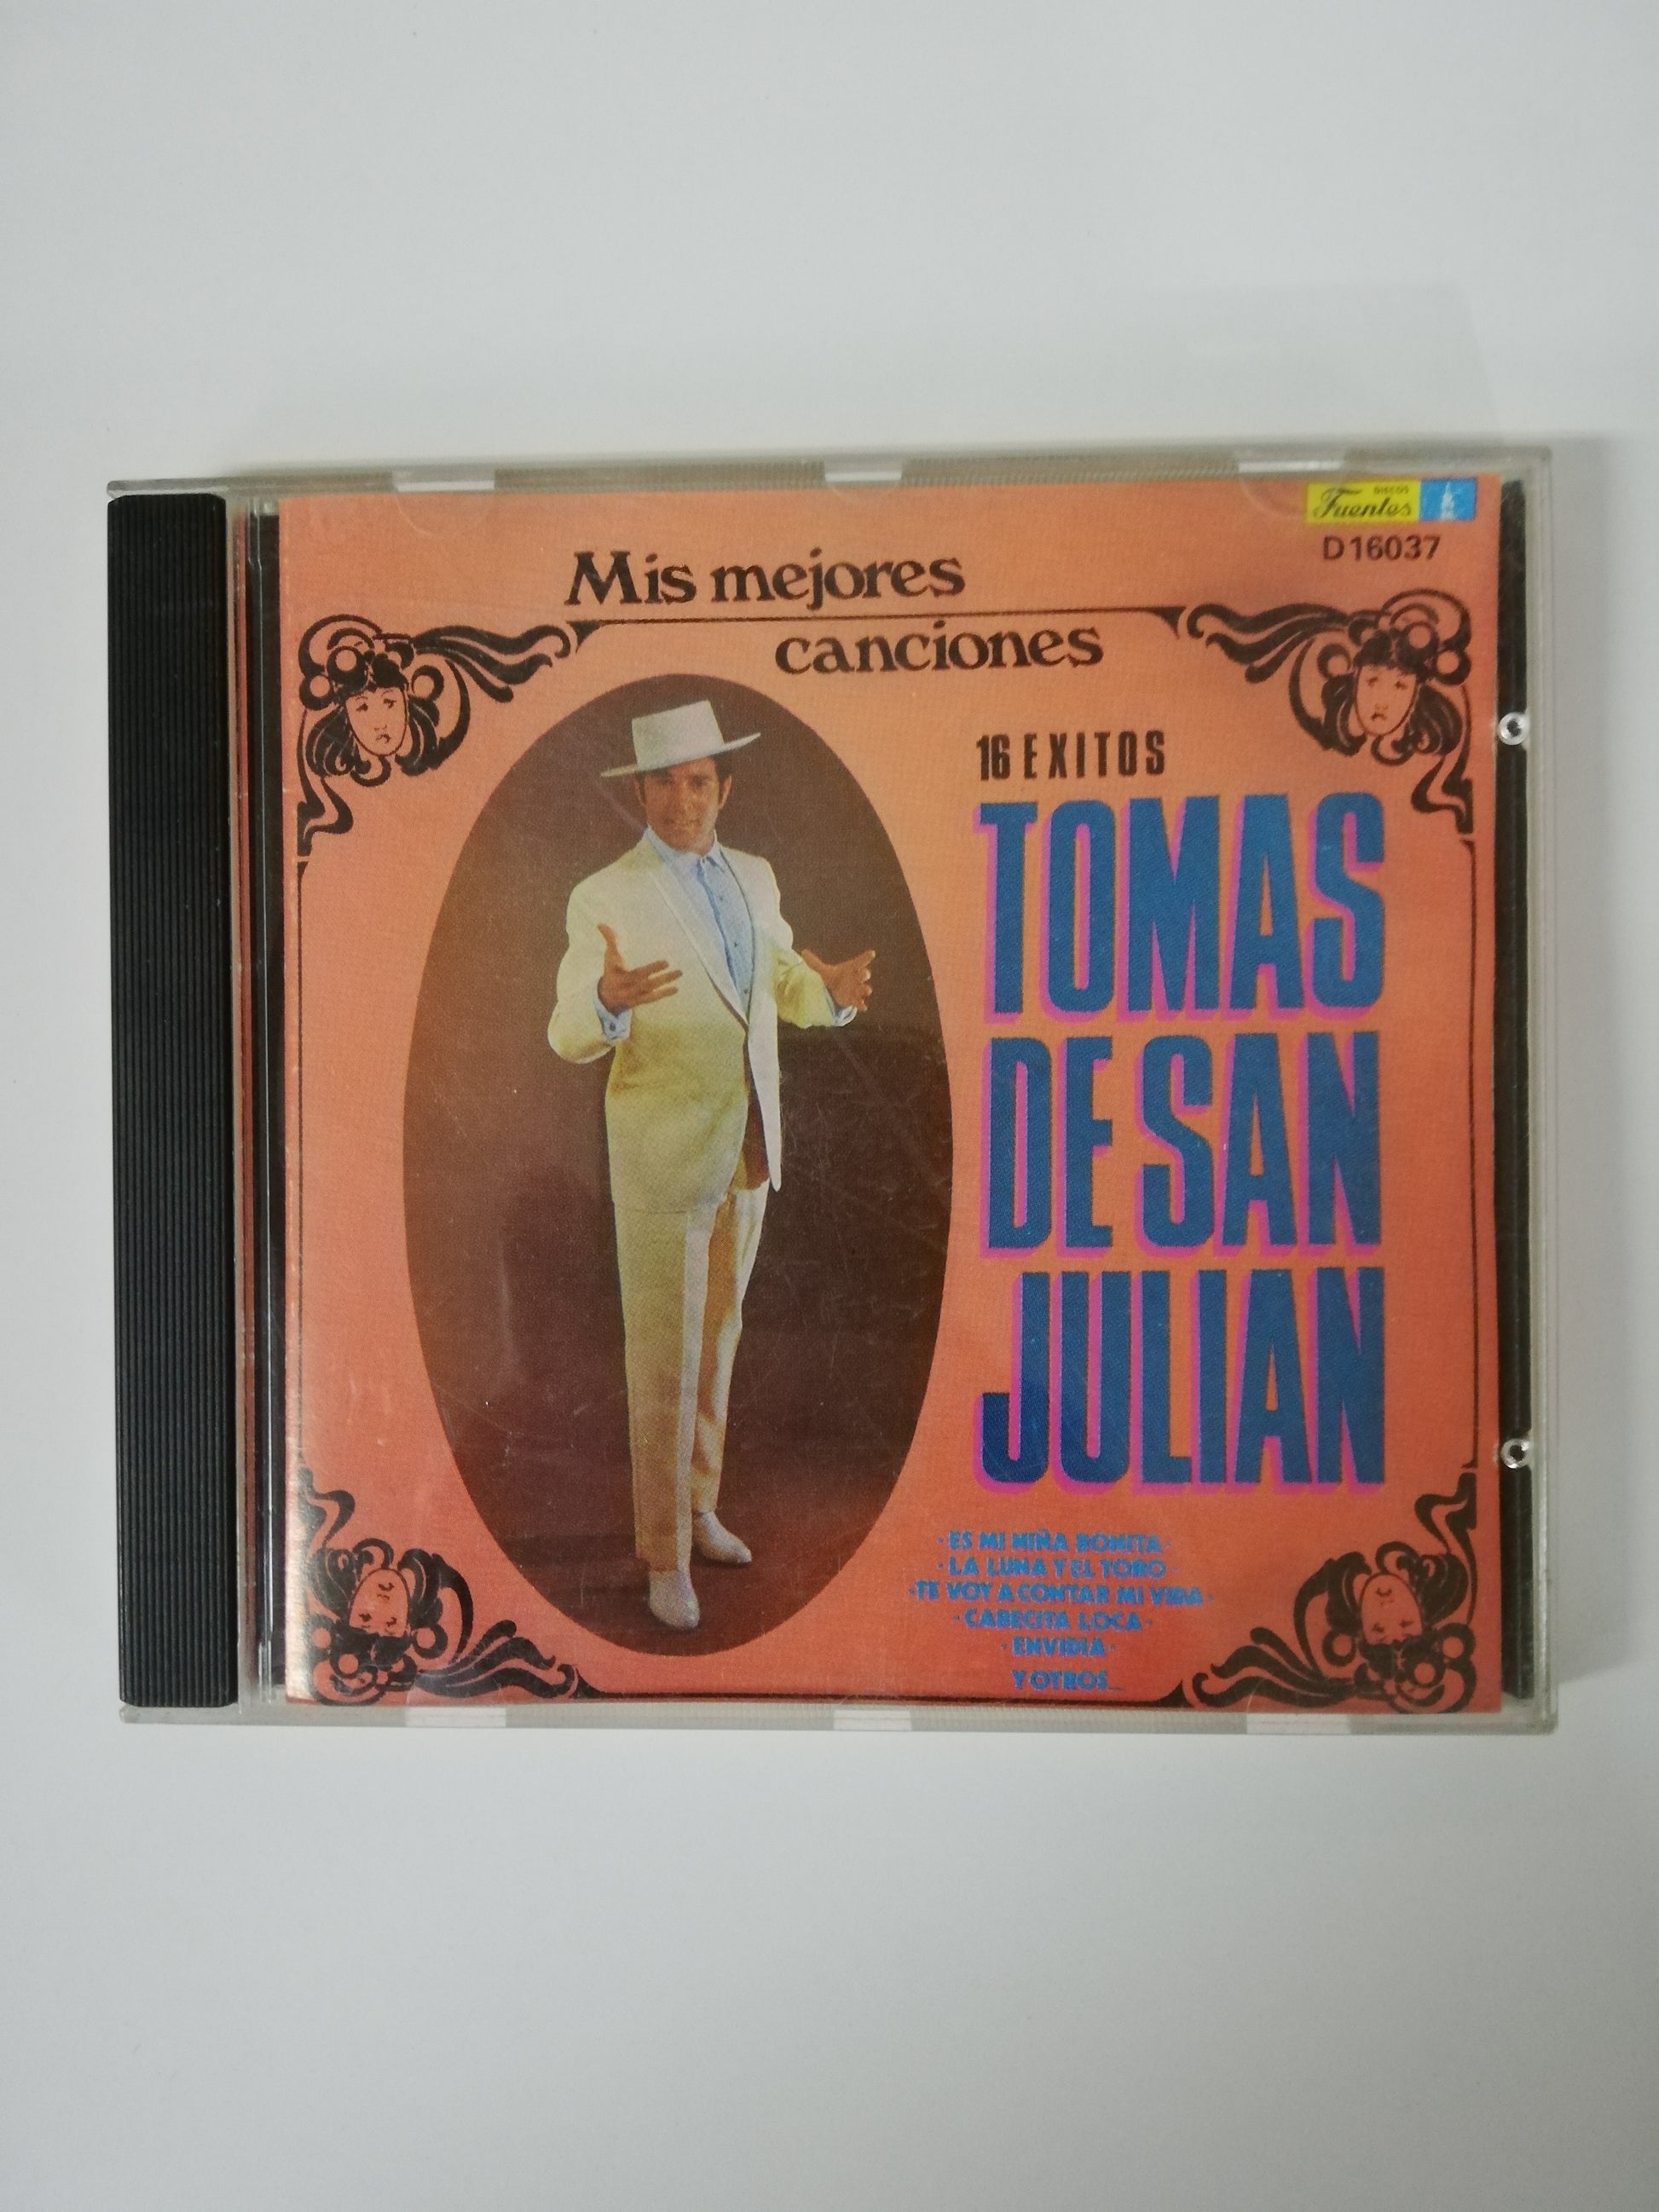 DISCOS
Fuentes
D16037
Mis mejores
canciones
16 EXITOS
TOMAS
DE SAN
JULIAN
·ES MI NIÑA BONITA·
·LA LUNA Y EL TORO·
·TE VOY A CONTAR MI VIDA·
·CABECITA LOCA·
·ENVIDIA·
Y OTROS...